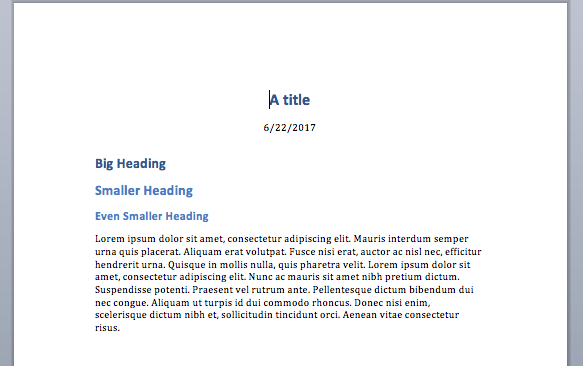 A title
6/22/2017
Big Heading
Smaller Heading
Even Smaller Heading
Lorem ipsum dolor sit amet, consectetur adipiscing elit. Mauris interdum semper
urna quis placerat. Aliquam erat volutpat. Fusce nisi erat, auctor ac nisl nec, efficitur
hendrerit urna. Quisque in mollis nulla, quis pharetra velit. Lorem ipsum dolor sit
amet, consectetur adipiscing elit. Nunc ac mauris sit amet nibh pretium dictum.
Suspendisse potenti. Praesent vel rutrum ante. Pellentesque dictum bibendum dui
nec congue. Aliquam ut turpis id dui commodo rhoncus. Donec nisi enim,
scelerisque dictum nibh et, sollicitudin tincidunt orci. Aenean vitae consectetur
risus.